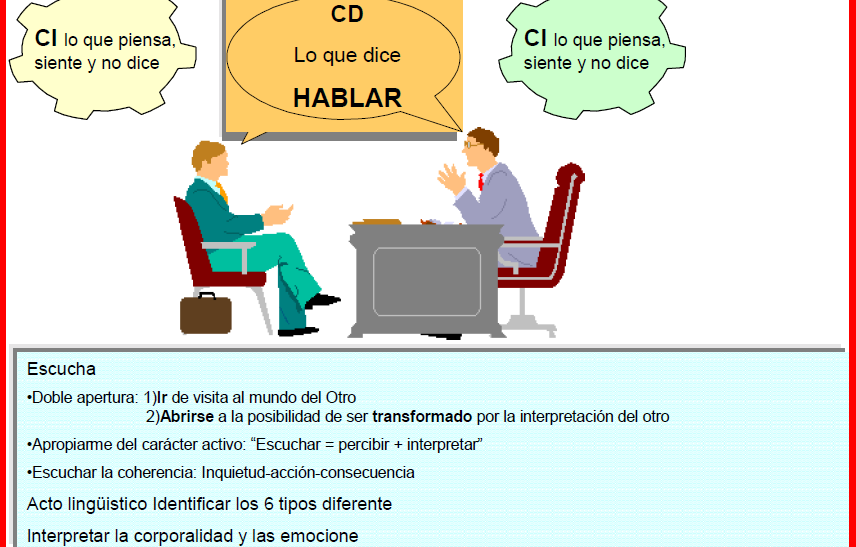 CI lo que piensa,
siente y no dice
CD
Lo que dice
HABLAR
CI lo que piensa,
siente y no dice
Escucha
•Doble apertura: 1)Ir de visita al mundo del Otro
2)Abrirse a la posibilidad de ser transformado por la interpretación del otro
•Apropiarme del carácter activo: “Escuchar = percibir + interpretar”
•Escuchar la coherencia: Inquietud-acción-consecuencia
Acto lingüistico Identificar los 6 tipos diferente
Interpretar la corporalidad y las emocione